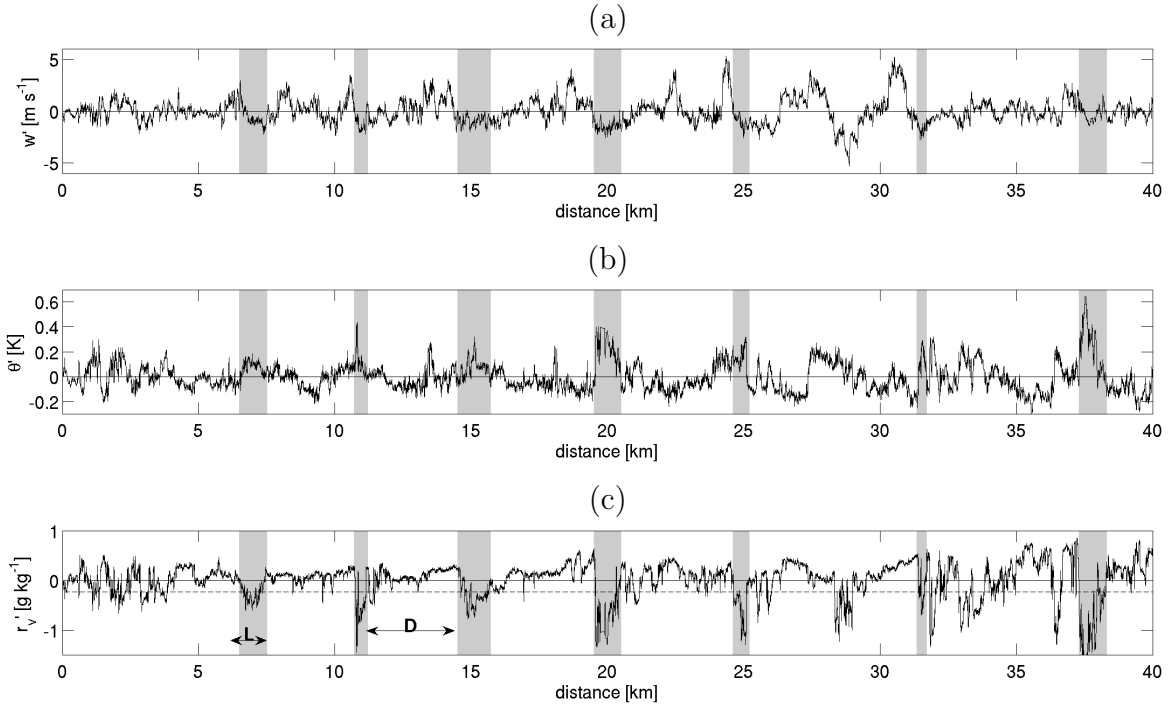 (a)
w' [m s⁻¹]
5
0
-5
0 5 10 15 20 25 30 35 40
distance [km]
(b)
θ' [K]
0.6
0.4
0.2
0
-0.2
0 5 10 15 20 25 30 35 40
distance [km]
(c)
rᵥ' [g kg⁻¹]
1
0
-1
L D
0 5 10 15 20 25 30 35 40
distance [km]